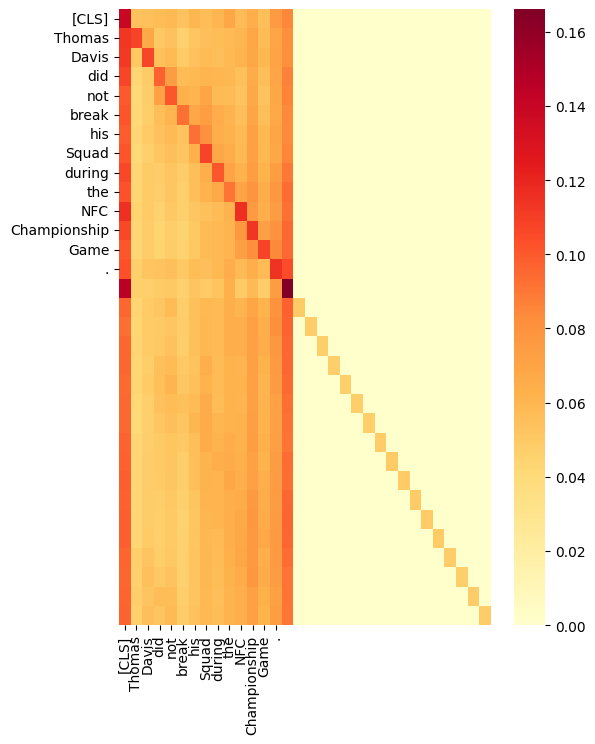 [CLS]
Thomas
Davis
did
not
break
his
Squad
during
the
NFC
Championship
Game
.
[CLS]
Thomas
Davis
did
not
break
his
Squad
during
the
NFC
Championship
Game
.
0.16
0.14
0.12
0.10
0.08
0.06
0.04
0.02
0.00